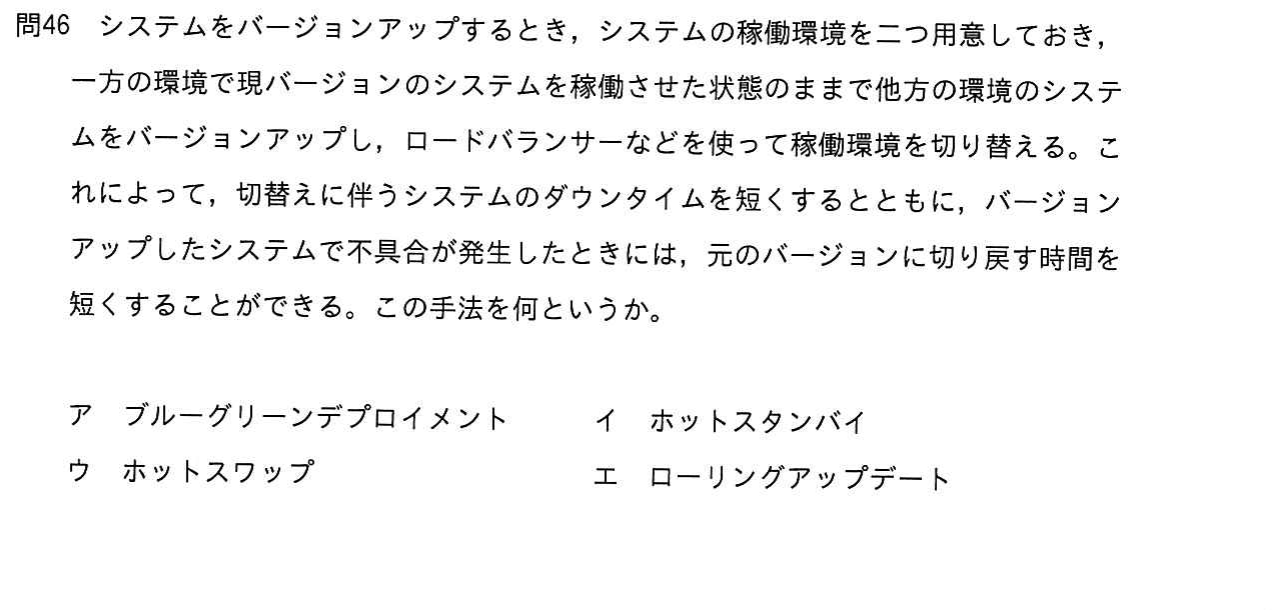 問46 システムをバージョンアップするとき，システムの稼働環境を二つ用意しておき，
一方の環境で現バージョンのシステムを稼働させた状態のままで他方の環境のシステ
ムをバージョンアップし，ロードバランサーなどを使って稼働環境を切り替える。こ
れによって，切替えに伴うシステムのダウンタイムを短くするとともに，バージョン
アップしたシステムで不具合が発生したときには，元のバージョンに切り戻す時間を
短くすることができる。この手法を何というか。
ア ブルーグリーンデプロイメント イ ホットスタンバイ
ウ ホットスワップ エ ローリングアップデート